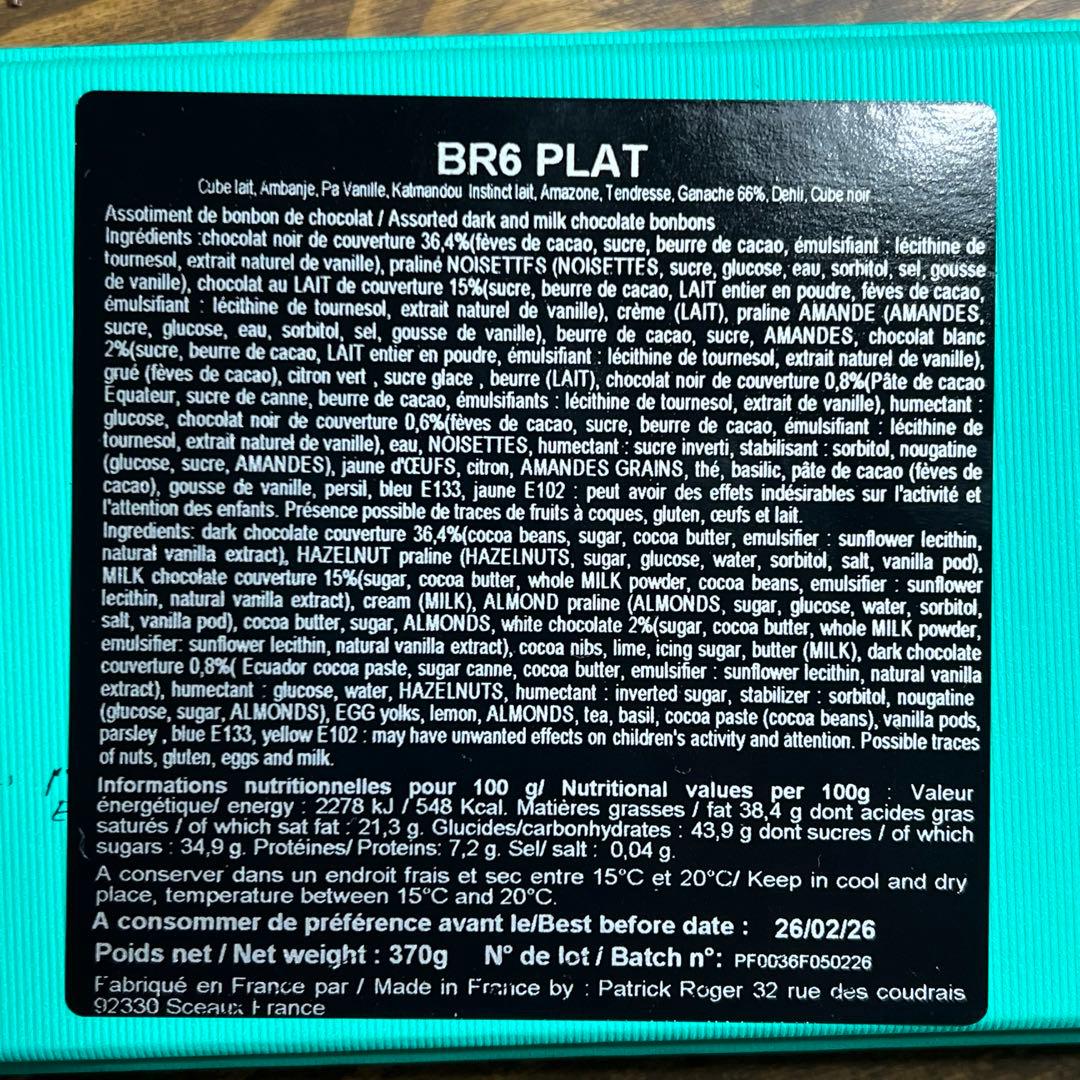 BR6 PLAT
Cube lait, Ambanje, Pa Vanille, Katmandou Instinct lait, Amazone, Tendresse, Ganache 66%, Dehli, Cube noir
Assotiment de bonbon de chocolat / Assorted dark and milk chocolate bonbons
Ingrédients :chocolat noir de couverture 36,4%(fèves de cacao, sucre, beurre de cacao, émulsifiant : lécithine de
tournesol, extrait naturel de vanille), praliné NOISETTES (NOISETTES, sucre, glucose, eau, sorbitol, sel, gousse
de vanille), chocolat au LAIT de couverture 15%(sucre, beurre de cacao, LAIT entier en poudre, fèves de cacao,
émulsifiant : lécithine de tournesol, extrait naturel de vanille), crème (LAIT), praline AMANDE (AMANDES,
sucre, glucose, eau, sorbitol, sel, gousse de vanille), beurre de cacao, sucre, AMANDES, chocolat blanc
2%(sucre, beurre de cacao, LAIT entier en poudre, émulsifiant : lécithine de tournesol, extrait naturel de vanille),
grué (fèves de cacao), citron vert , sucre glace , beurre (LAIT), chocolat noir de couverture 0,8%(Pâte de cacao
Equateur, sucre de canne, beurre de cacao, émulsifiants : lécithine de tournesol, extrait de vanille), humectant :
glucose, chocolat noir de couverture 0,6%(fèves de cacao, sucre, beurre de cacao, émulsifiant : lécithine de
tournesol, extrait naturel de vanille), eau, NOISETTES, humectant : sucre inverti, stabilisant : sorbitol, nougatine
(glucose, sucre, AMANDES), jaune d'ŒUFS, citron, AMANDES GRAINS, thé, basilic, pâte de cacao (fèves de
cacao), gousse de vanille, persil, bleu E133, jaune E102 : peut avoir des effets indésirables sur l'activité et
l'attention des enfants. Présence possible de traces de fruits à coques, gluten, œufs et lait.
Ingredients: dark chocolate couverture 36,4%(cocoa beans, sugar, cocoa butter, emulsifier : sunflower lecithin,
natural vanilla extract), HAZELNUT praline (HAZELNUTS, sugar, glucose, water, sorbitol, salt, vanilla pod),
MILK chocolate couverture 15%(sugar, cocoa butter, whole MILK powder, cocoa beans, emulsifier : sunflower
lecithin, natural vanilla extract), cream (MILK), ALMOND praline (ALMONDS, sugar, glucose, water, sorbitol,
salt, vanilla pod), cocoa butter, sugar, ALMONDS, white chocolate 2%(sugar, cocoa butter, whole MILK powder,
emulsifier: sunflower lecithin, natural vanilla extract), cocoa nibs, lime, icing sugar, butter (MILK), dark chocolate
couverture 0,8%( Ecuador cocoa paste, sugar canne, cocoa butter, emulsifier : sunflower lecithin, natural vanilla
extract), humectant : glucose, water, HAZELNUTS, humectant : inverted sugar, stabilizer : sorbitol, nougatine
(glucose, sugar, ALMONDS), EGG yolks, lemon, ALMONDS, tea, basil, cocoa paste (cocoa beans), vanilla pods,
parsley , blue E133, yellow E102 : may have unwanted effects on children's activity and attention. Possible traces
of nuts, gluten, eggs and milk.
Informations nutritionnelles pour 100 g/ Nutritional values per 100g : Valeur
énergétique/ energy : 2278 kJ / 548 Kcal. Matières grasses / fat 38,4 g dont acides gras
saturés / of which sat fat : 21,3 g. Glucides/carbonhydrates : 43,9 g dont sucres / of which
sugars : 34,9 g. Protéines/ Proteins: 7,2 g. Sel/ salt : 0,04 g.
A conserver dans un endroit frais et sec entre 15°C et 20°C/ Keep in cool and dry
place, temperature between 15°C and 20°C.
A consommer de préférence avant le/Best before date : 26/02/26
Poids net / Net weight : 370g N° de lot / Batch n°: PF0036F050226
Fabriqué en France par / Made in France by : Patrick Roger 32 rue des coudrais
92330 Sceaux France